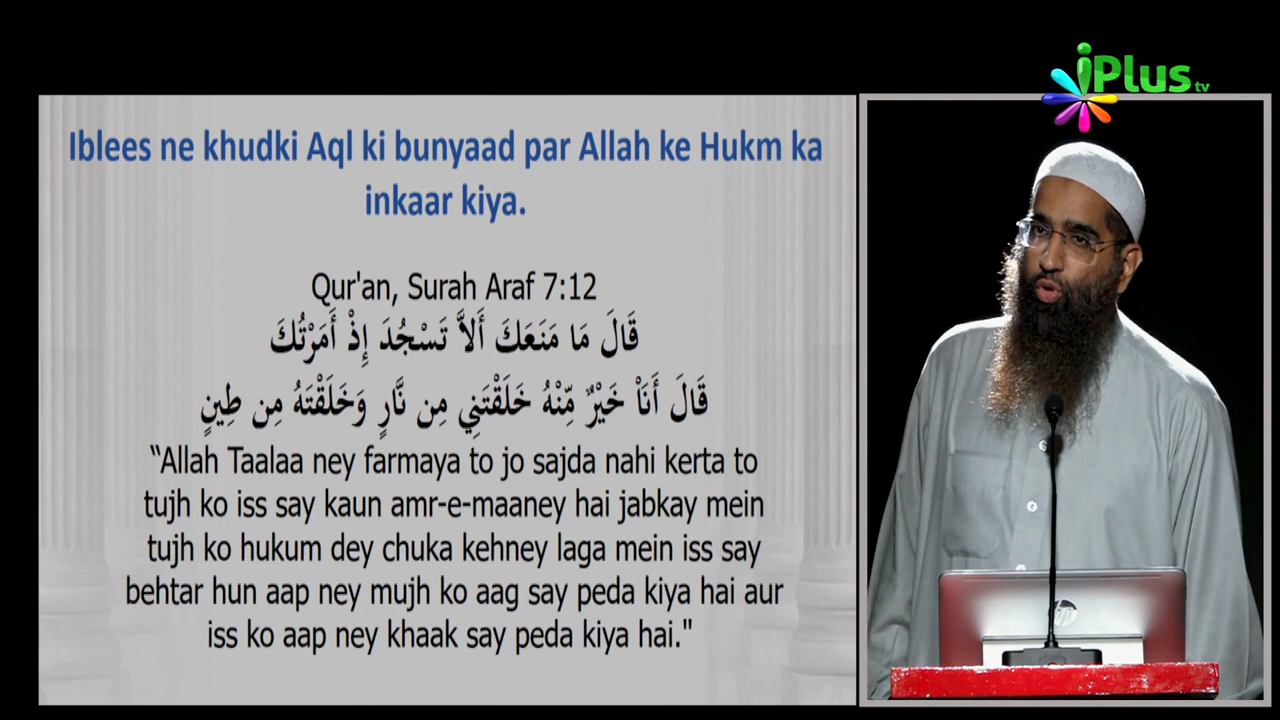 iPlus tv
Iblees ne khudki Aql ki bunyaad par Allah ke Hukm ka
inkaar kiya.
Qur'an, Surah Araf 7:12
قَالَ مَا مَنَعَكَ أَلاَّ تَسْجُدَ إِذْ أَمَرْتُكَ
قَالَ أَنَاْ خَيْرٌ مِّنْهُ خَلَقْتَنِي مِن نَّارٍ وَخَلَقْتَهُ مِن طِينٍ
“Allah Taalaa ney farmaya to jo sajda nahi kerta to
tujh ko iss say kaun amr-e-maaney hai jabkay mein
tujh ko hukum dey chuka kehney laga mein iss say
behtar hun aap ney mujh ko aag say peda kiya hai aur
iss ko aap ney khaak say peda kiya hai."
hp